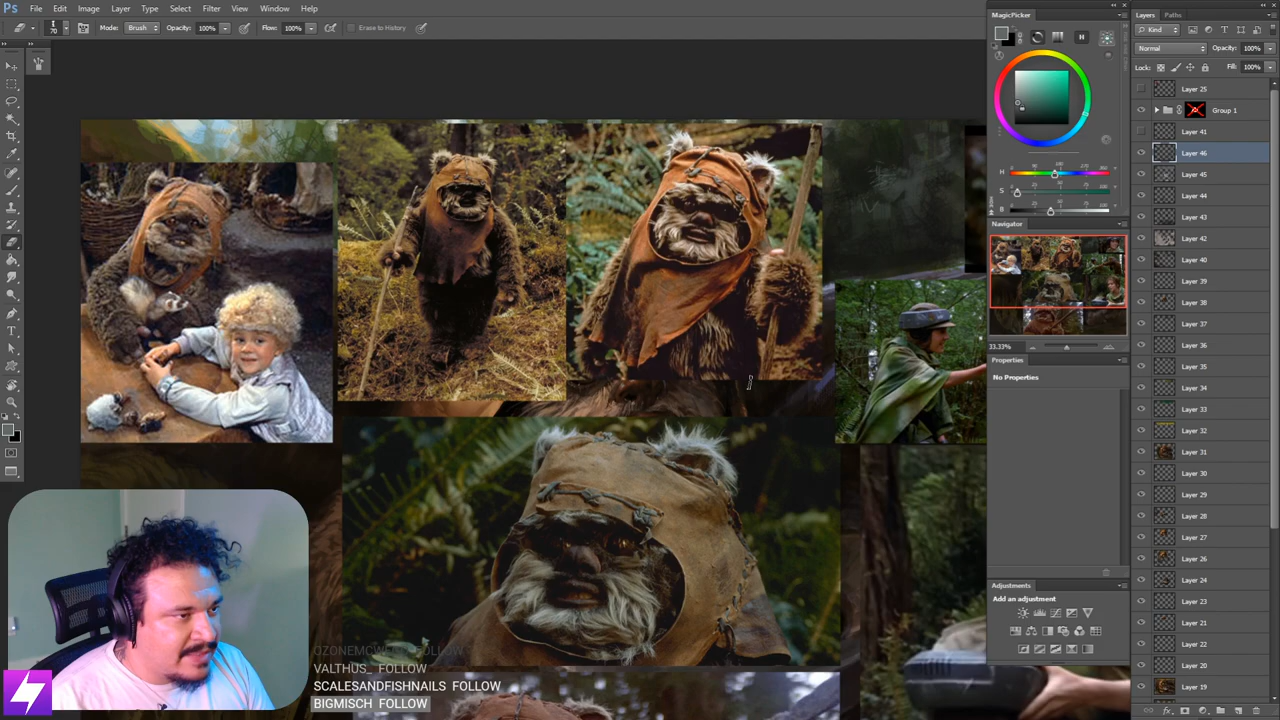 Ps File Edit Image Layer Type Select Filter View Window Help
70 Mode: Brush Opacity: 100% Flow: 100% Erase to History
MagicPicker
H
H
S
B
Navigator
33.33%
Properties
No Properties
Adjustments
Add an adjustment
Layers Paths
Kind
Normal Opacity: 100%
Lock: Fill: 100%
Layer 25
Group 1
Layer 41
Layer 46
Layer 45
Layer 44
Layer 43
Layer 42
Layer 40
Layer 39
Layer 38
Layer 37
Layer 36
Layer 35
Layer 34
Layer 33
Layer 32
Layer 31
Layer 30
Layer 29
Layer 28
Layer 27
Layer 26
Layer 24
Layer 23
Layer 21
Layer 22
Layer 20
Layer 19
FOLLOW
VALTHUS_ FOLLOW
SCALESANDFISHNAILS FOLLOW
BIGMISCH FOLLOW